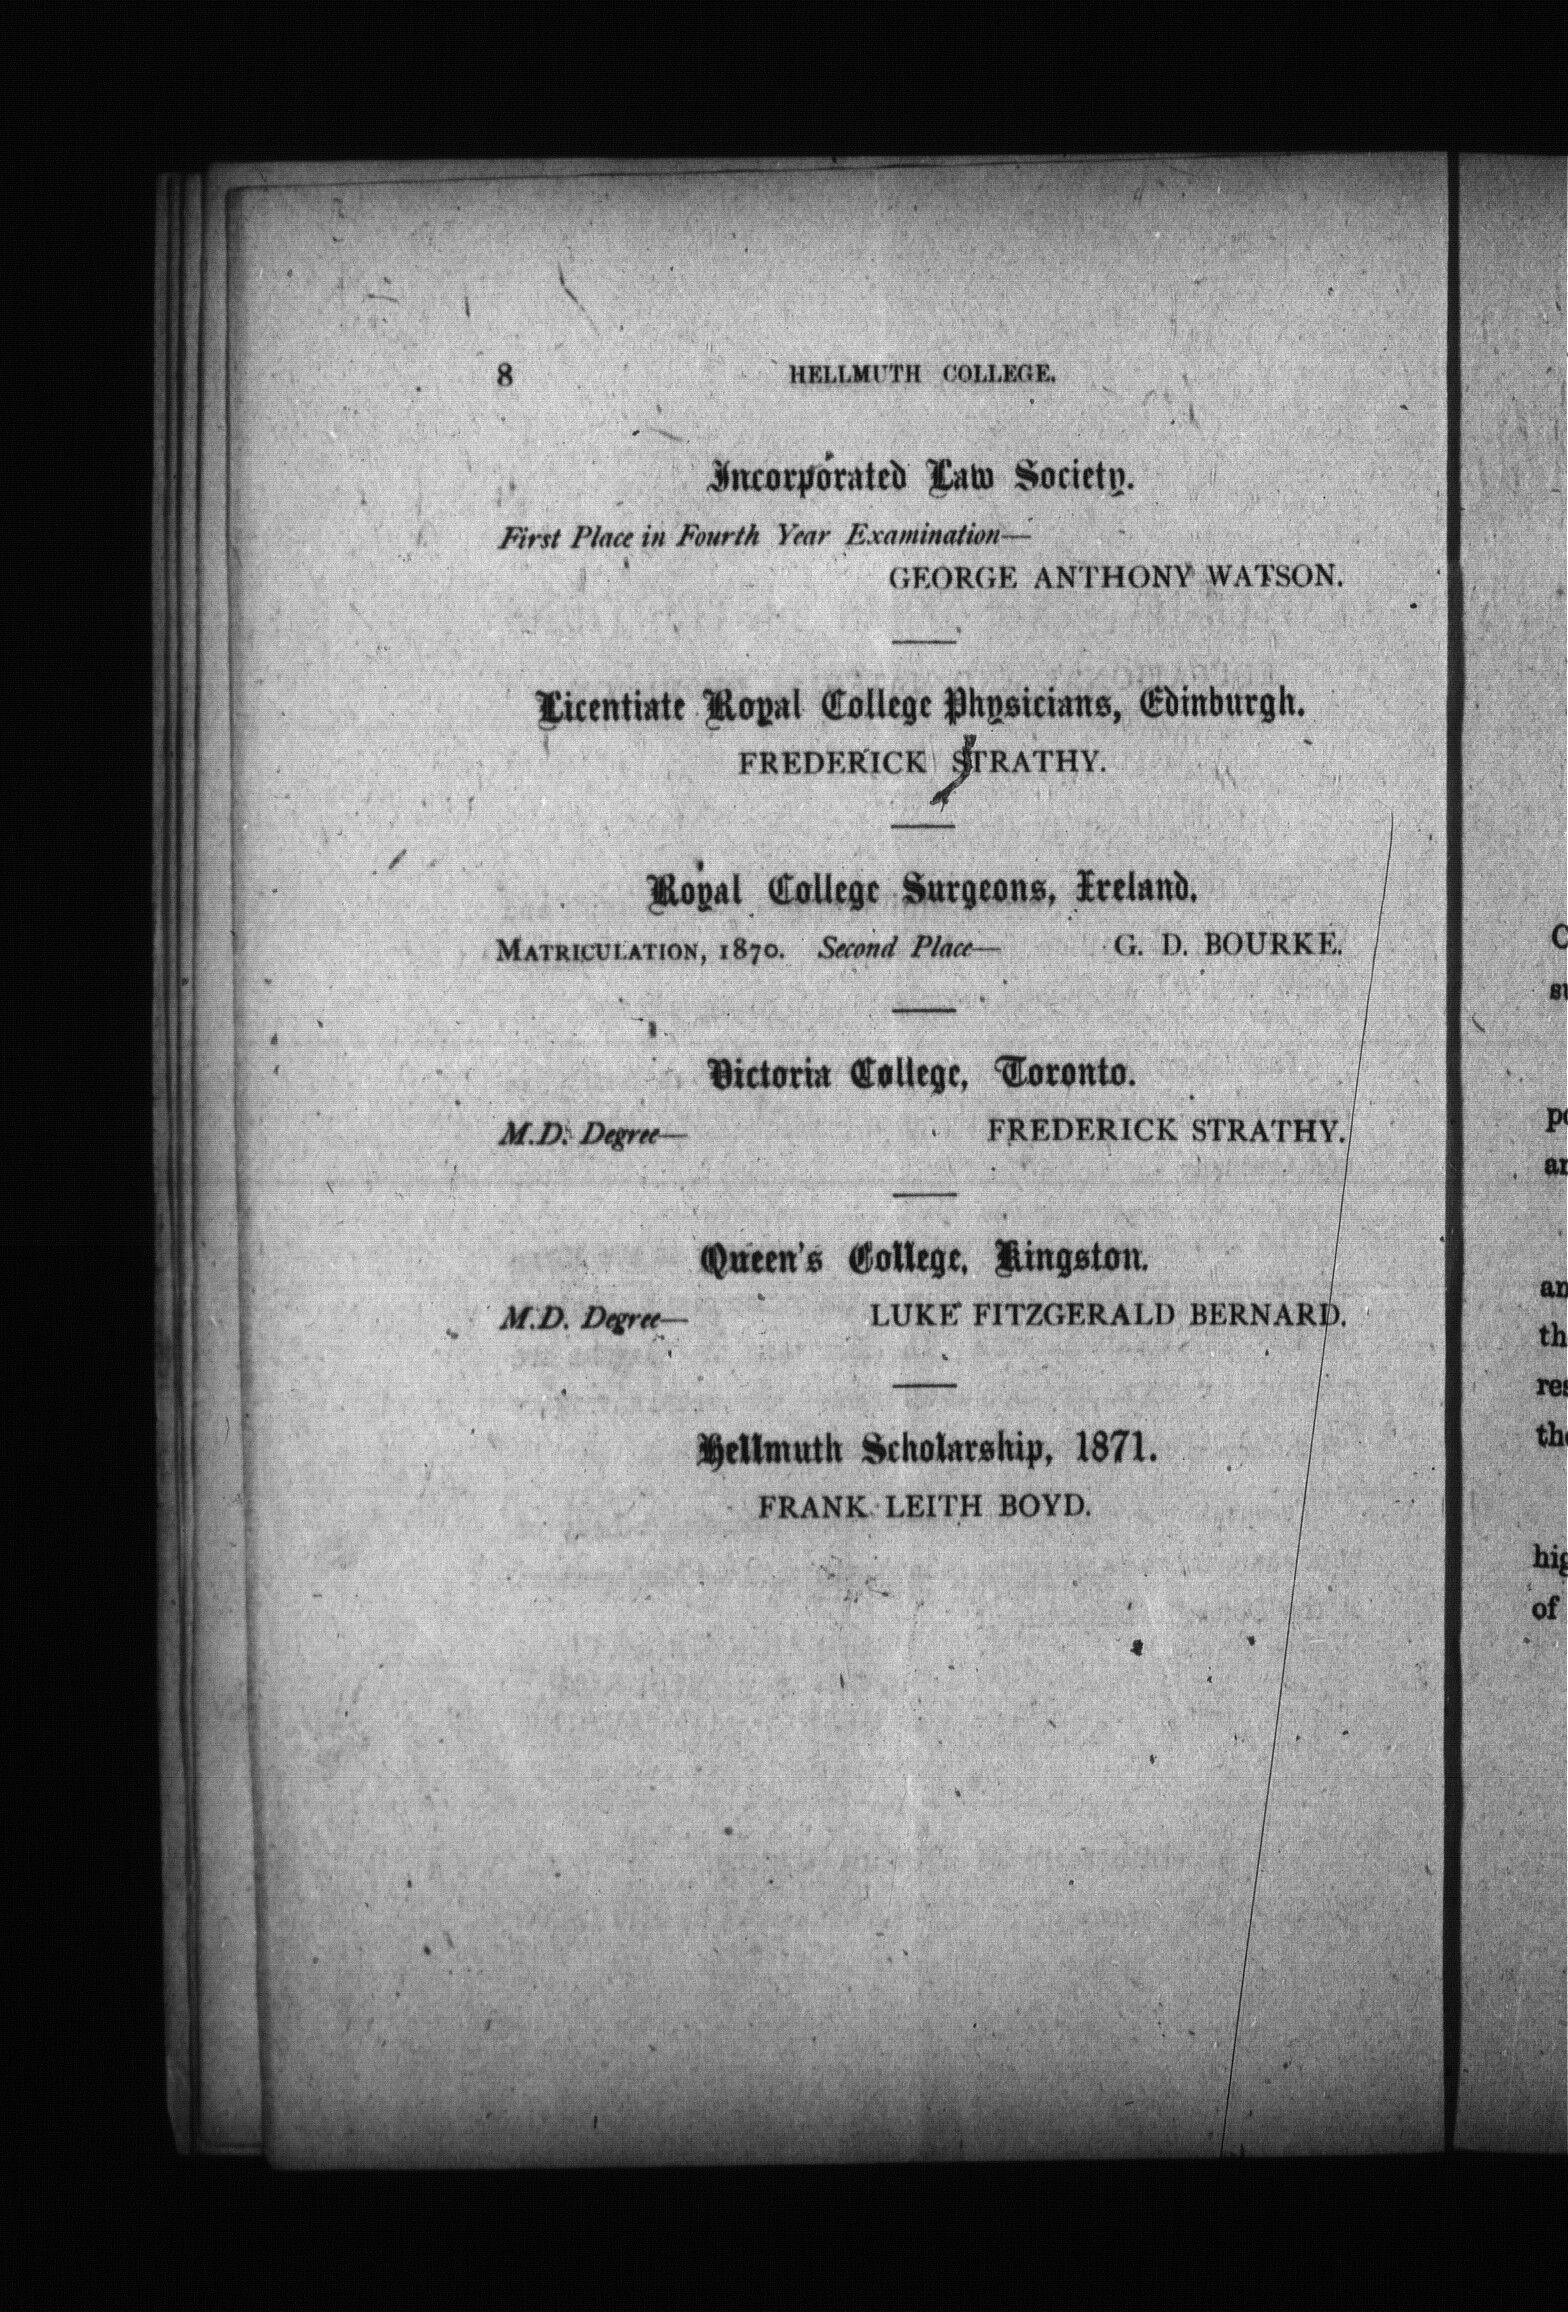 8 HELLMUTH COLLEGE.
Incorporated Law Society.
First Place in Fourth Year Examination—
GEORGE ANTHONY WATSON.
Licentiate Royal College Physicians, Edinburgh.
FREDERICK STRATHY.
Royal College Surgeons, Ireland.
MATRICULATION, 1870. Second Place— G. D. BOURKE.
Victoria College, Toronto.
M.D. Degree— FREDERICK STRATHY.
Queen's College, Kingston.
M.D. Degree— LUKE FITZGERALD BERNARD.
Hellmuth Scholarship, 1871.
FRANK LEITH BOYD.